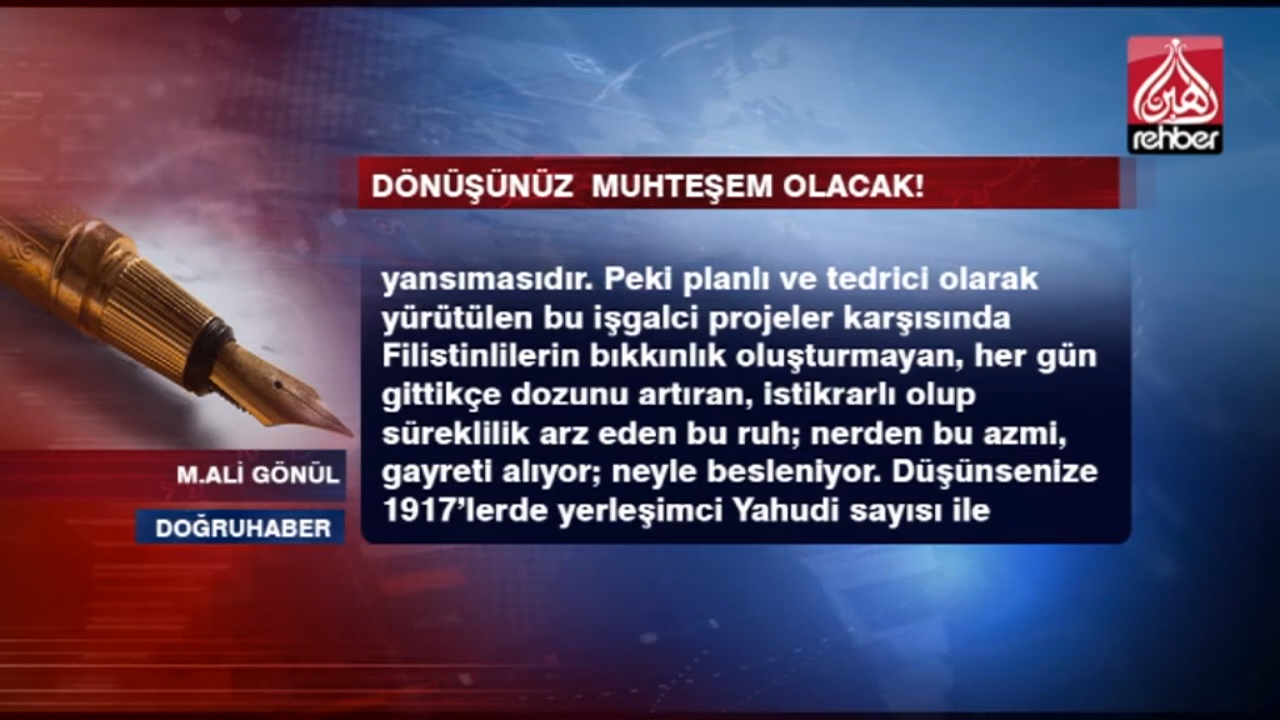 رهبر
rehber
DÖNÜŞÜNÜZ MUHTEŞEM OLACAK!
yansımasıdır. Peki planlı ve tedrici olarak
yürütülen bu işgalci projeler karşısında
Filistinlilerin bıkkınlık oluşturmayan, her gün
gittikçe dozunu artıran, istikrarlı olup
süreklilik arz eden bu ruh; nerden bu azmi,
gayreti alıyor; neyle besleniyor. Düşünsenize
1917’lerde yerleşimci Yahudi sayısı ile
M.ALİ GÖNÜL
DOĞRUHABER